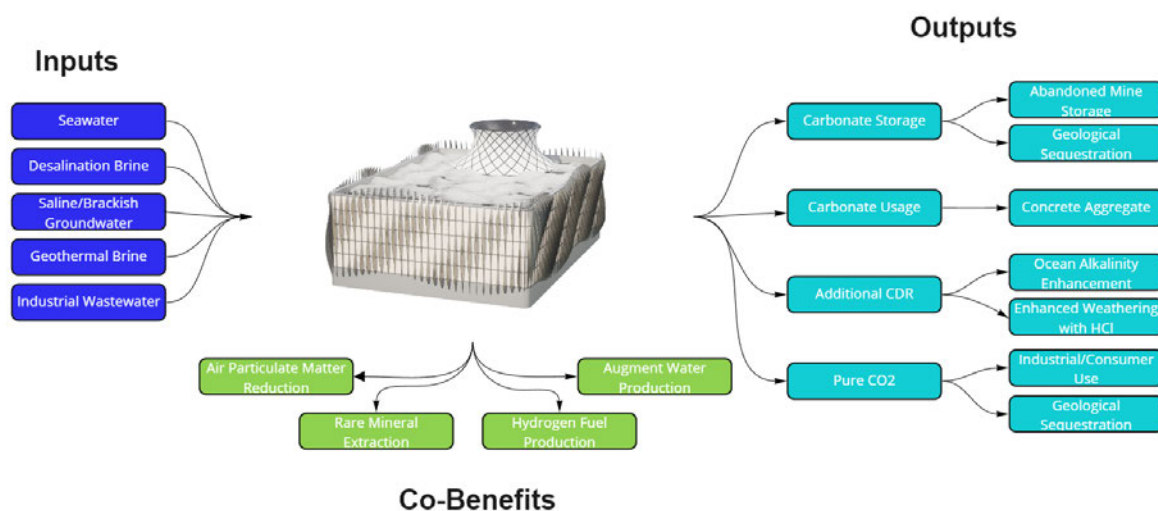 Inputs
Seawater
Desalination Brine
Saline/Brackish
Groundwater
Geothermal Brine
Industrial Wastewater
Outputs
Carbonate Storage
Abandoned Mine
Storage
Geological
Sequestration
Carbonate Usage
Concrete Aggregate
Additional CDR
Ocean Alkalinity
Enhancement
Enhanced Weathering
with HCl
Pure CO2
Industrial/Consumer
Use
Geological
Sequestration
Air Particulate Matter
Reduction
Rare Mineral
Extraction
Hydrogen Fuel
Production
Augment Water
Production
Co-Benefits